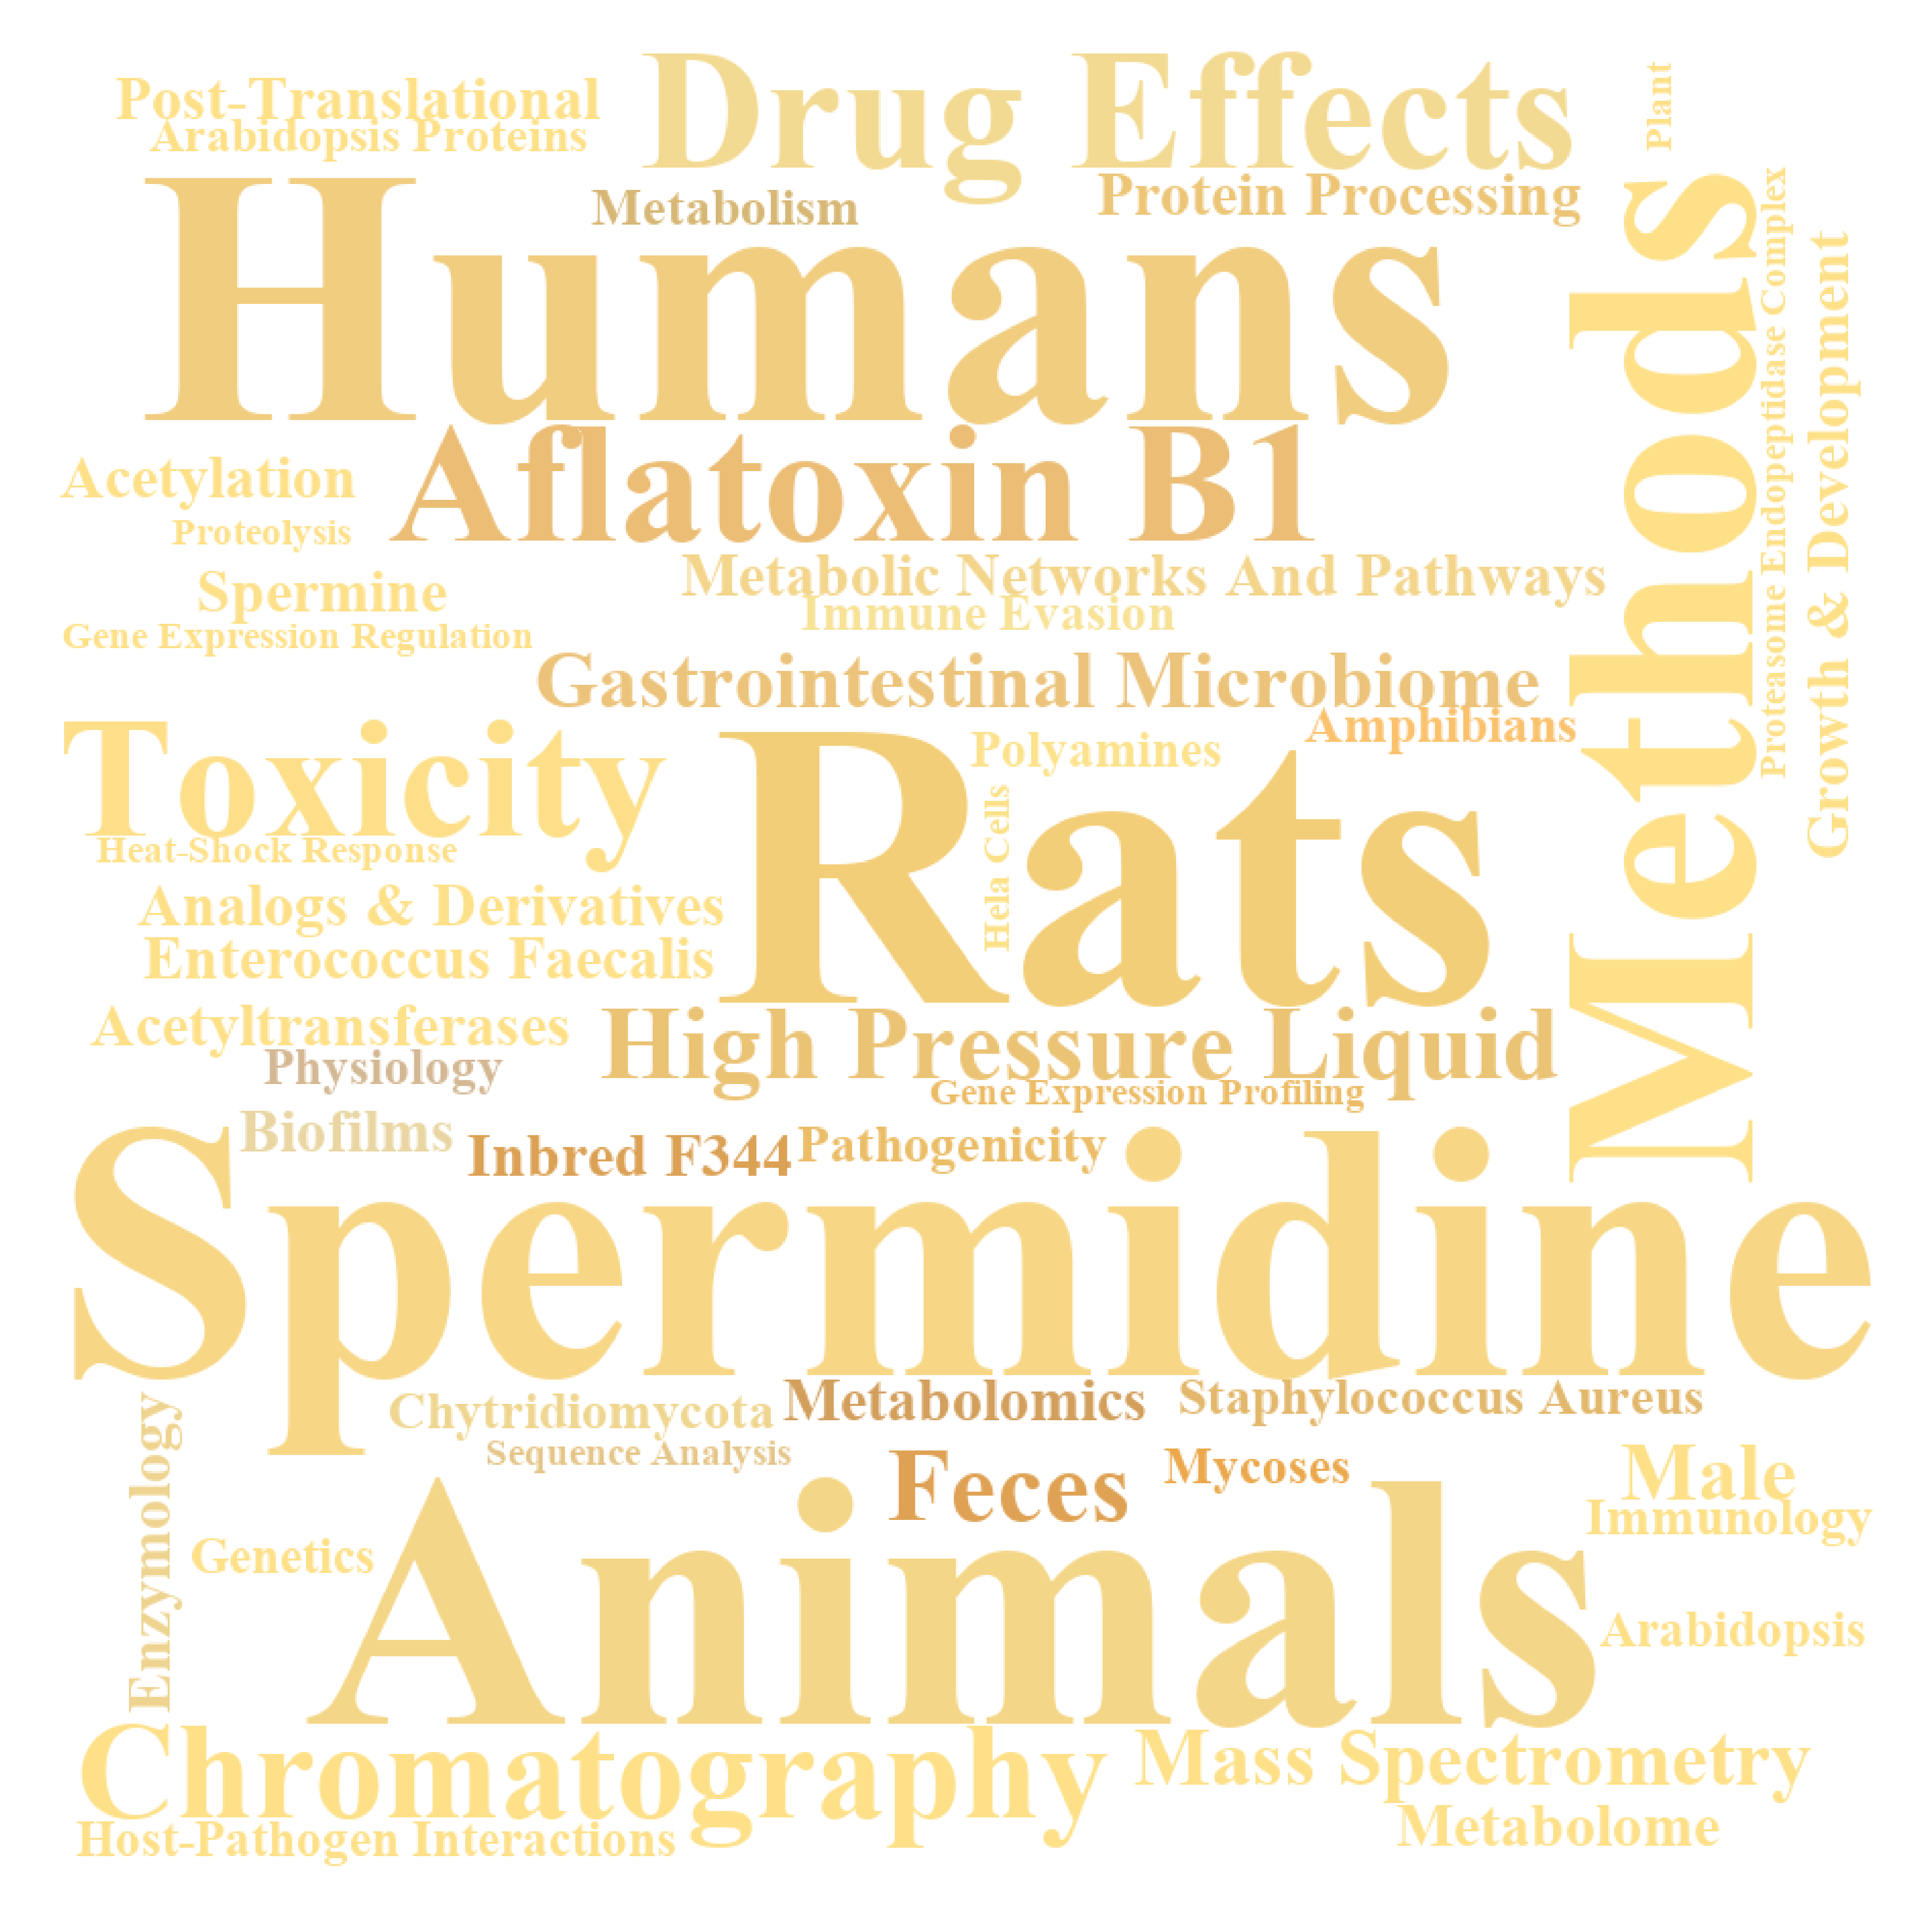 Drug Effects
Plant
Post-Translational
Arabidopsis Proteins
Metabolism
Protein Processing
Humans
Methods
Proteasome Endopeptidase Complex
Growth & Development
Aflatoxin B1
Acetylation
Proteolysis
Metabolic Networks And Pathways
Spermine
Immune Evasion
Gene Expression Regulation
Gastrointestinal Microbiome
Amphibians
Toxicity
Polyamines
Rats
Hela Cells
Heat-Shock Response
Analogs & Derivatives
Enterococcus Faecalis
Acetyltransferases
High Pressure Liquid
Physiology
Gene Expression Profiling
Biofilms
Inbred F344
Pathogenicity
Spermidine
Chytridiomycota
Metabolomics
Staphylococcus Aureus
Sequence Analysis
Enzymology
Feces
Mycoses
Male
Immunology
Genetics
Animals
Arabidopsis
Chromatography
Mass Spectrometry
Host-Pathogen Interactions
Metabolome